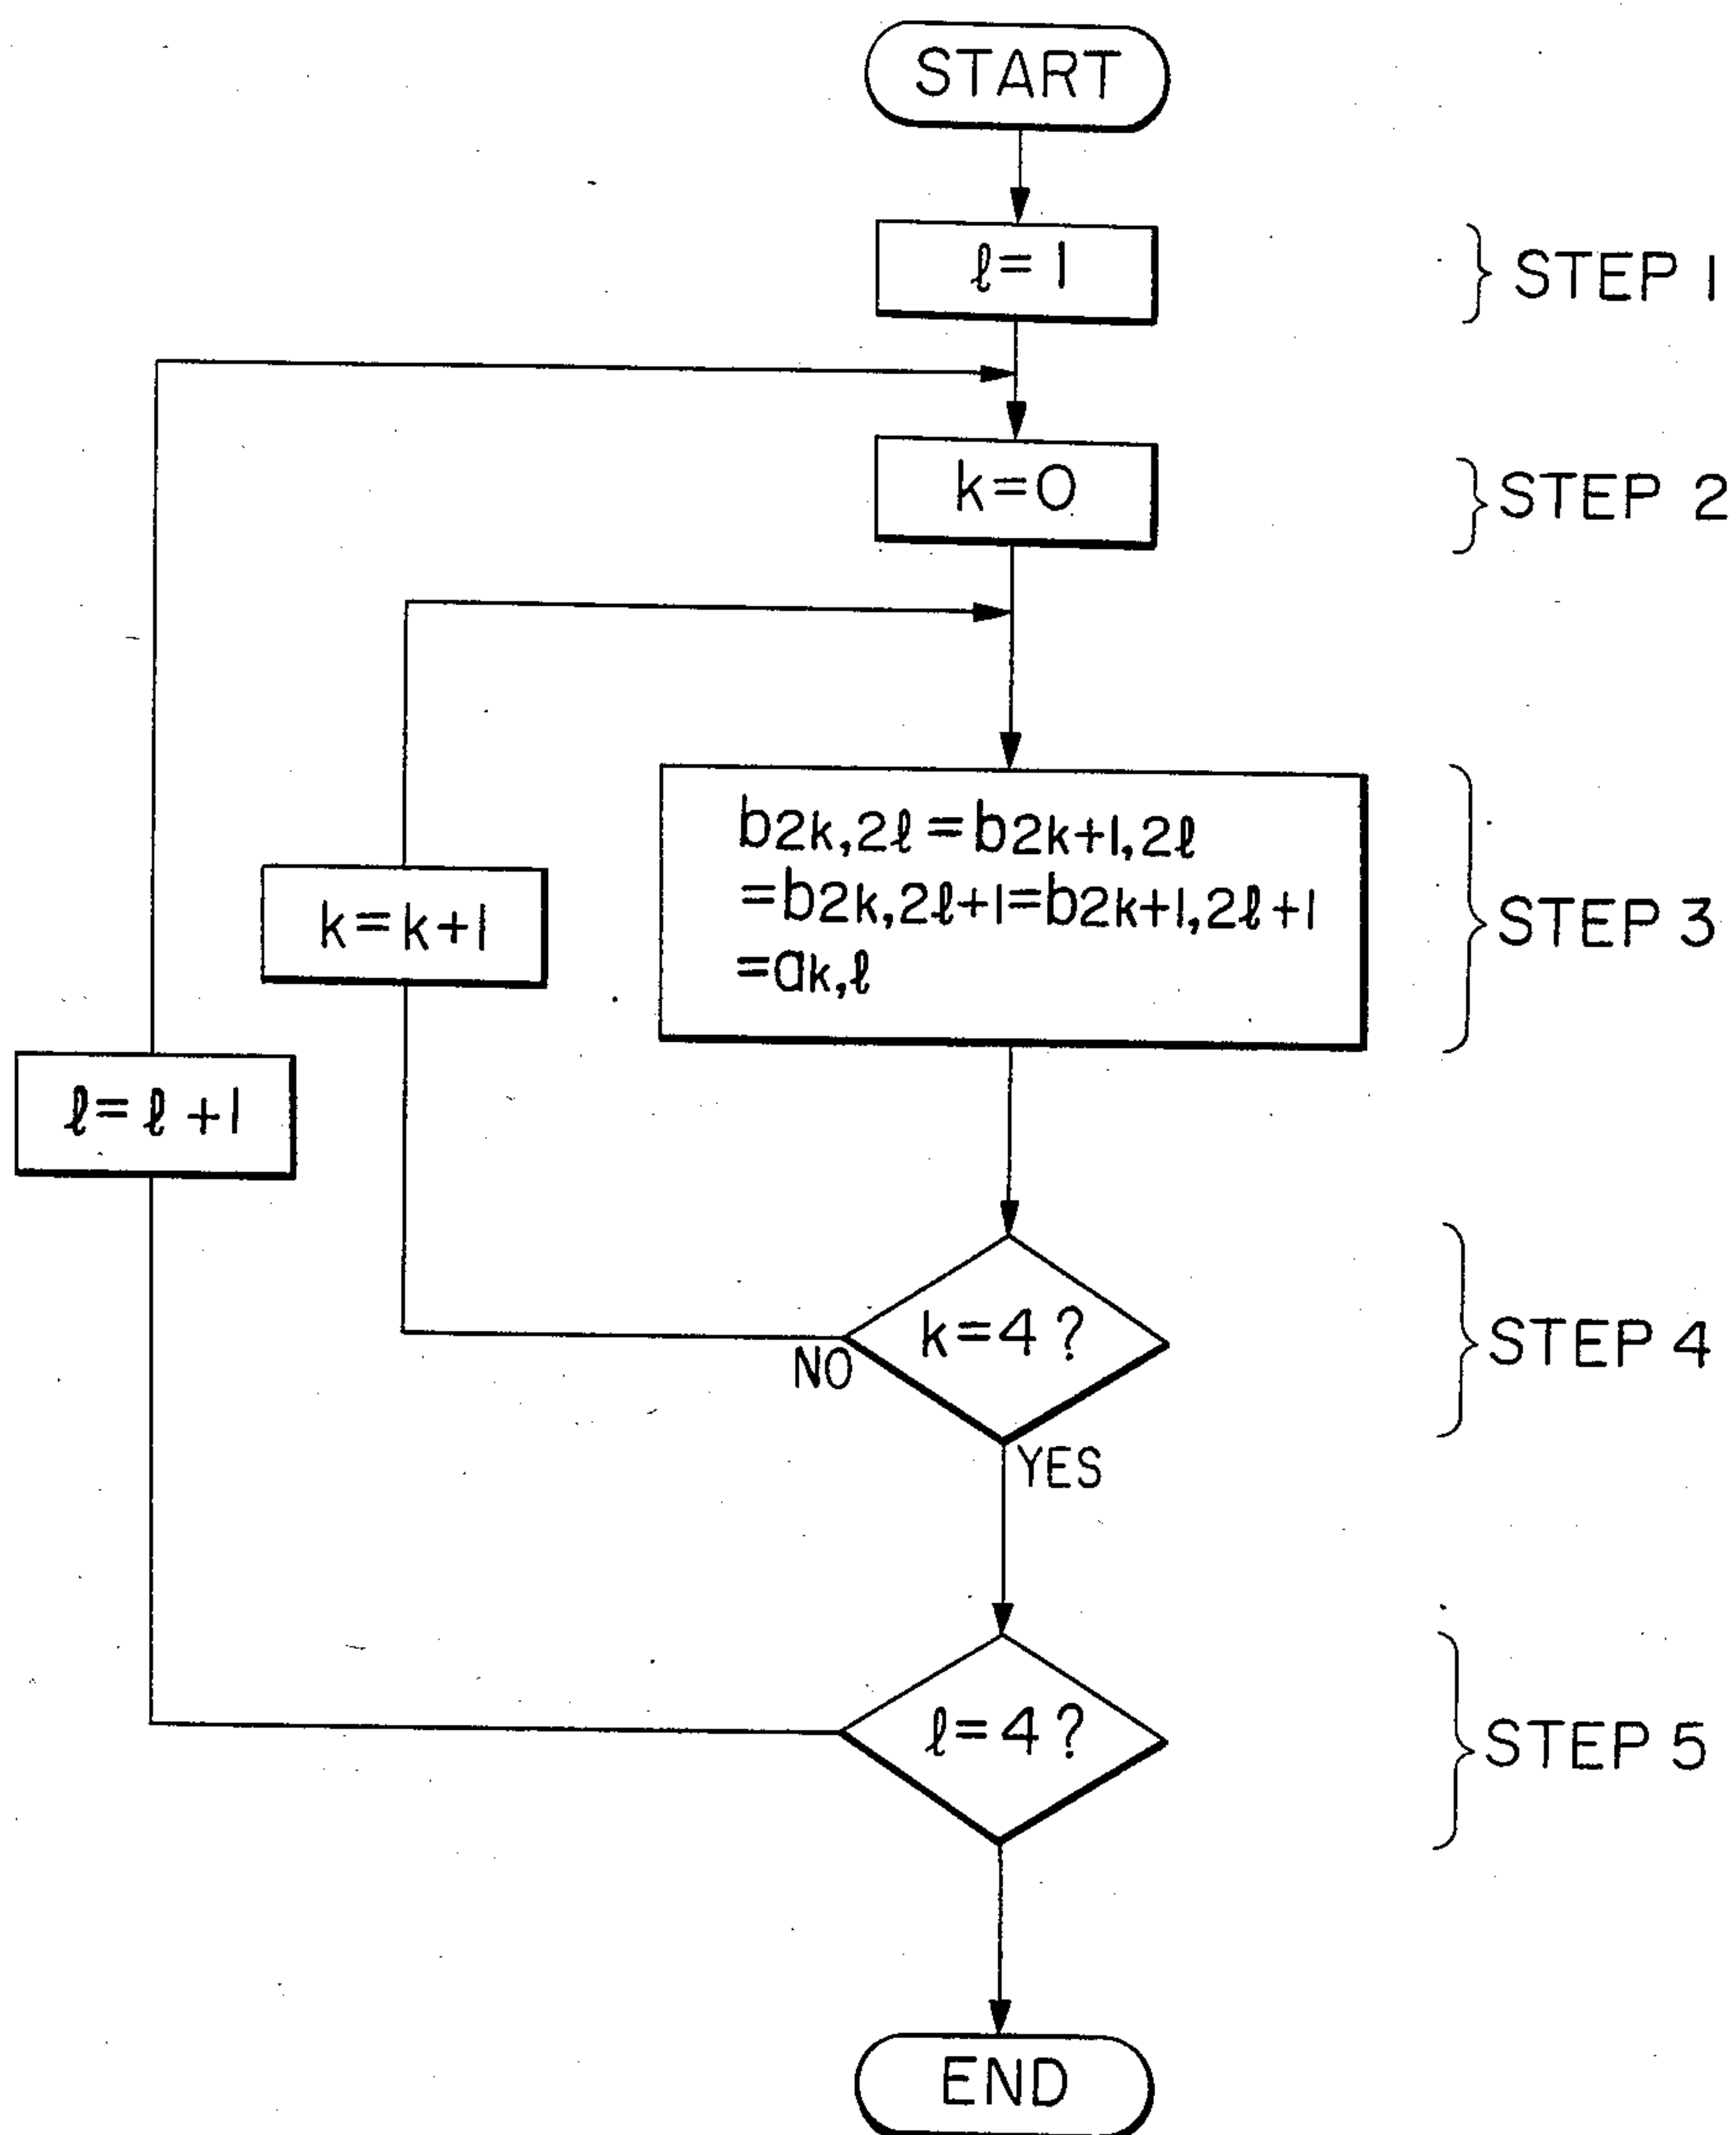 START
ℓ=1
STEP 1
k=0
STEP 2
b2k,2ℓ=b2k+1,2ℓ
=b2k,2ℓ+1=b2k+1,2ℓ+1
=ak,ℓ
STEP 3
k=k+1
ℓ=ℓ+1
k=4?
NO
YES
STEP 4
ℓ=4?
STEP 5
END